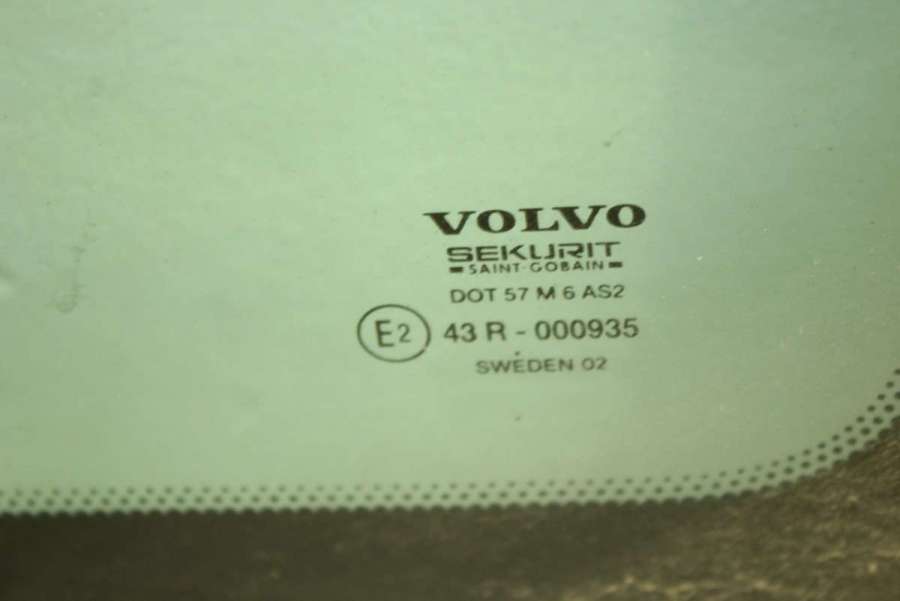 VOLVO
SEKURIT
SAINT-GOBAIN
DOT 57 M 6 AS2
E2 43 R - 000935
SWEDEN 02